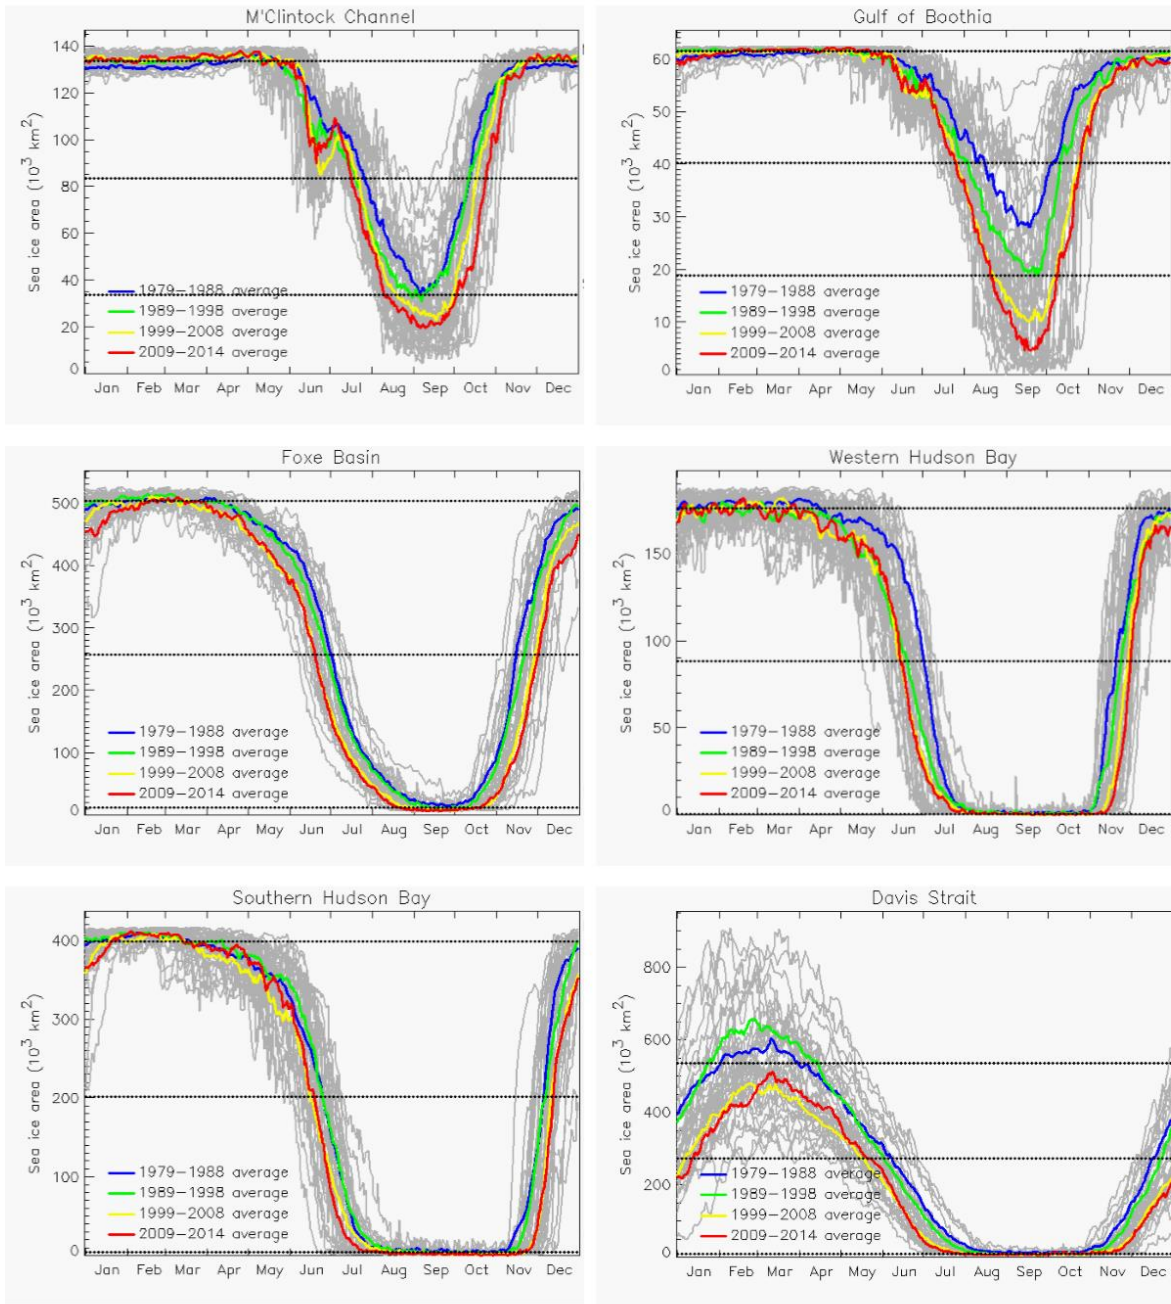 M'Clintock Channel
Sea ice area (10³ km²)
140
120
100
80
60
40
20
0
1979–1988 average
1989–1998 average
1999–2008 average
2009–2014 average
Jan Feb Mar Apr May Jun Jul Aug Sep Oct Nov Dec
Gulf of Boothia
Sea ice area (10³ km²)
60
50
40
30
20
10
0
1979–1988 average
1989–1998 average
1999–2008 average
2009–2014 average
Jan Feb Mar Apr May Jun Jul Aug Sep Oct Nov Dec
Foxe Basin
Sea ice area (10³ km²)
500
400
300
200
100
0
1979–1988 average
1989–1998 average
1999–2008 average
2009–2014 average
Jan Feb Mar Apr May Jun Jul Aug Sep Oct Nov Dec
Western Hudson Bay
Sea ice area (10³ km²)
150
100
50
0
1979–1988 average
1989–1998 average
1999–2008 average
2009–2014 average
Jan Feb Mar Apr May Jun Jul Aug Sep Oct Nov Dec
Southern Hudson Bay
Sea ice area (10³ km²)
400
300
200
100
0
1979–1988 average
1989–1998 average
1999–2008 average
2009–2014 average
Jan Feb Mar Apr May Jun Jul Aug Sep Oct Nov Dec
Davis Strait
Sea ice area (10³ km²)
800
600
400
200
0
1979–1988 average
1989–1998 average
1999–2008 average
2009–2014 average
Jan Feb Mar Apr May Jun Jul Aug Sep Oct Nov Dec